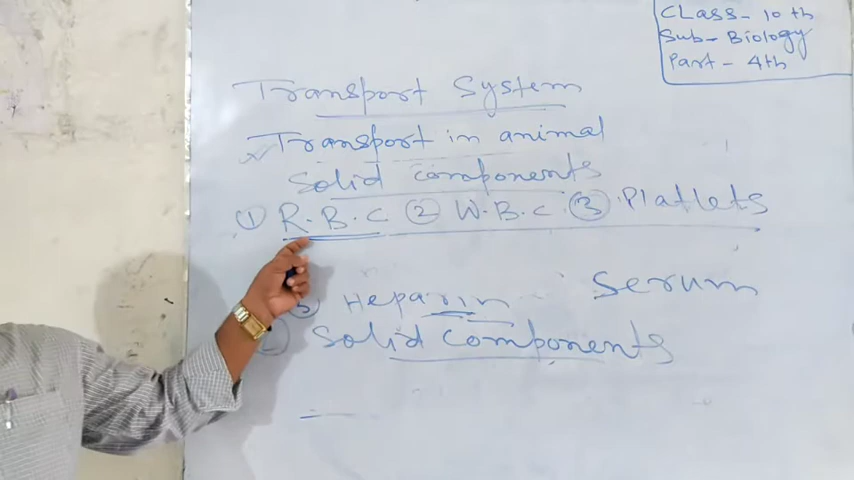 Class - 10th
Sub - Biology
Part - 4th
Transport System
Transport in animal
Solid components
① R.B.C ② W.B.C ③ Platlets
Heparin Serum
Solid components